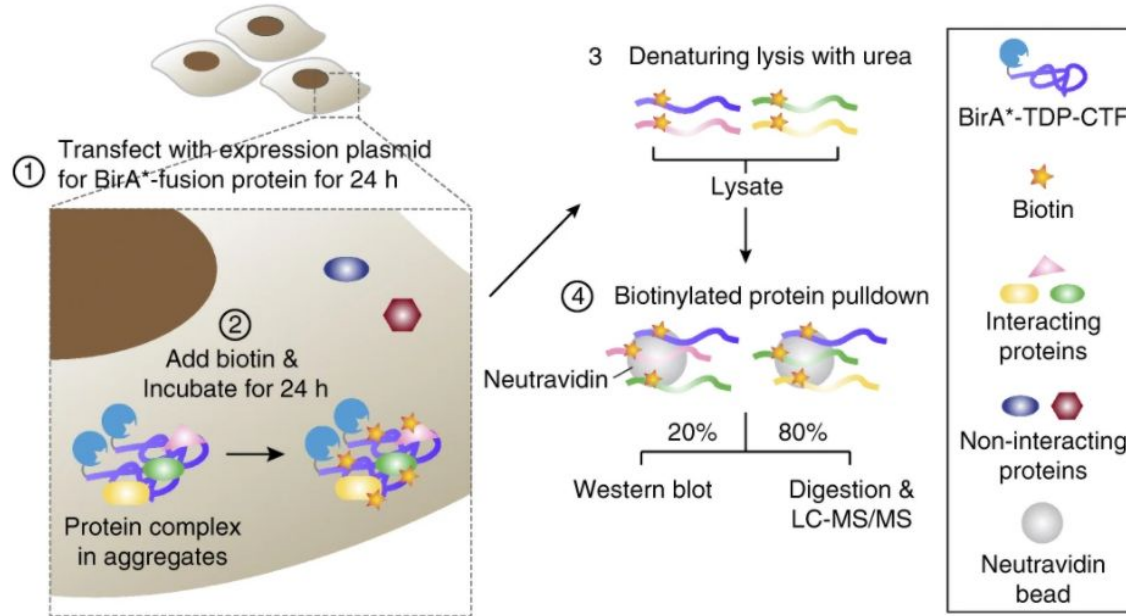 ① Transfect with expression plasmid
for BirA*-fusion protein for 24 h
②
Add biotin &
Incubate for 24 h
Protein complex
in aggregates
3 Denaturing lysis with urea
Lysate
④ Biotinylated protein pulldown
Neutravidin
20% 80%
Western blot
Digestion &
LC-MS/MS
BirA*-TDP-CTF
Biotin
Interacting
proteins
Non-interacting
proteins
Neutravidin
bead